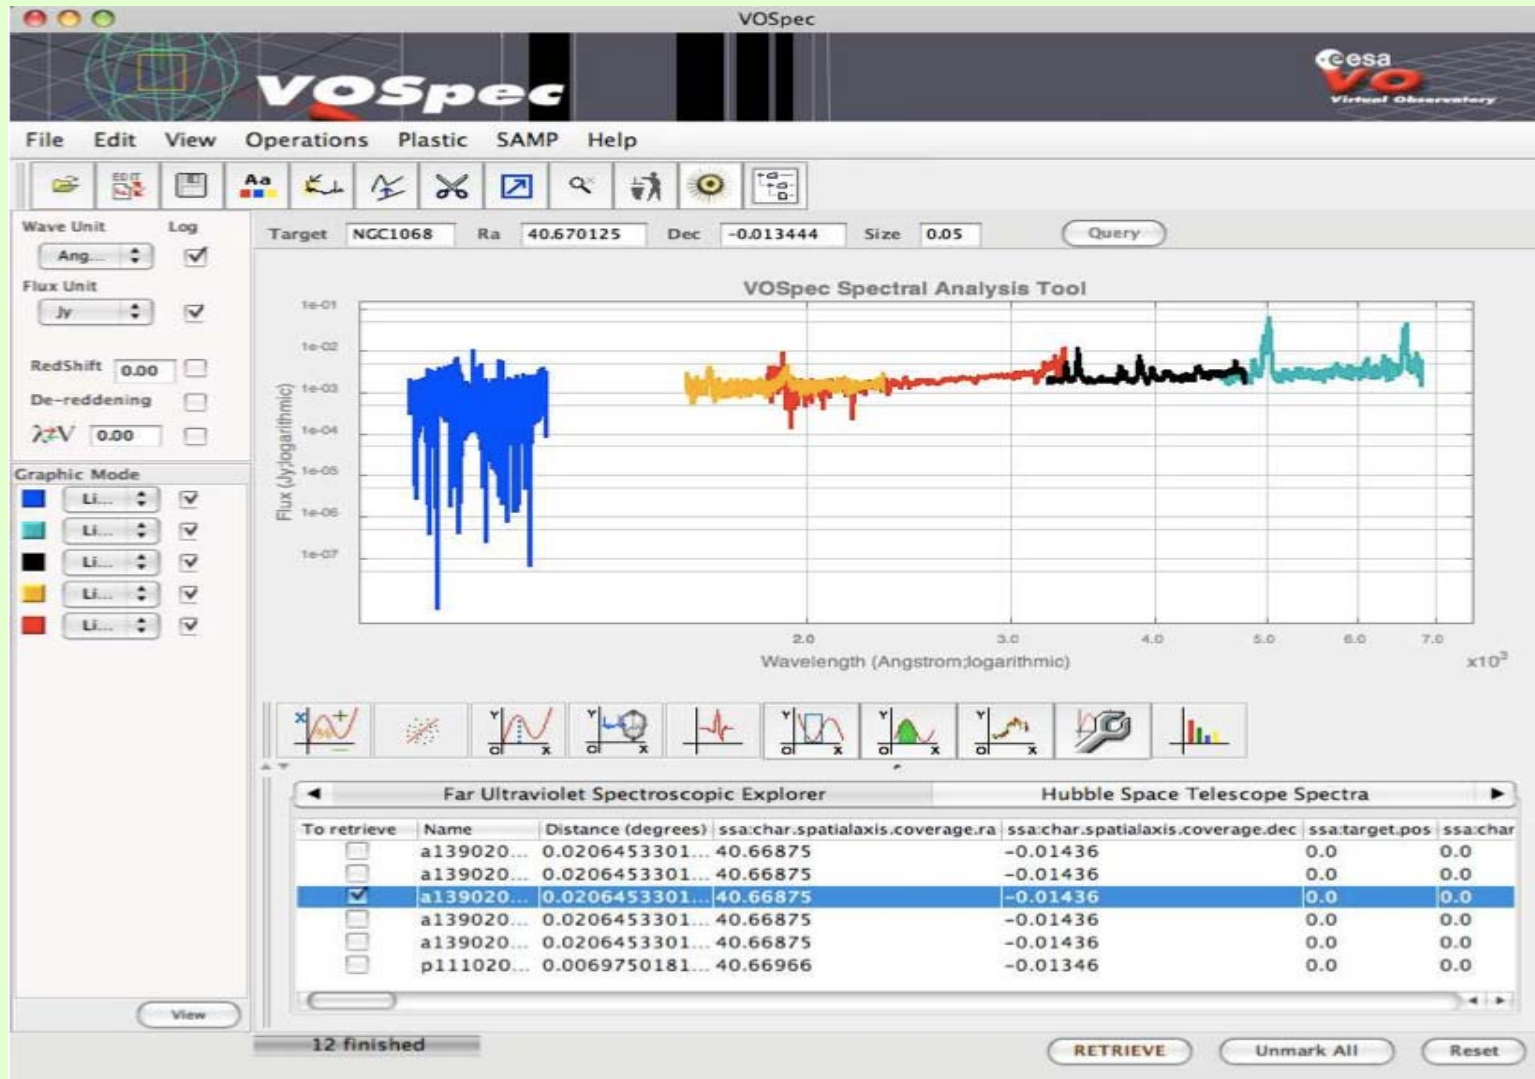 VOSpec
VOSpec
esa
VO
Virtual Observatory
File Edit View Operations Plastic SAMP Help
EDIT
Aa
Wave Unit Log
Ang...
Flux Unit
Jy
RedShift 0.00
De-reddening
0.00
Graphic Mode
Li...
Li...
Li...
Li...
Li...
View
Target NGC1068 Ra 40.670125 Dec -0.013444 Size 0.05 Query
VOSpec Spectral Analysis Tool
1e-01
1e-02
1e-03
1e-04
1e-05
1e-06
1e-07
Flux (Jy;logarithmic)
2.0 3.0 4.0 5.0 6.0 7.0
Wavelength (Angstrom;logarithmic) x10³
Far Ultraviolet Spectroscopic Explorer Hubble Space Telescope Spectra
To retrieve Name Distance (degrees) ssa:char.spatialaxis.coverage.ra ssa:char.spatialaxis.coverage.dec ssa:target.pos ssa:char
a139020... 0.0206453301... 40.66875 -0.01436 0.0 0.0
a139020... 0.0206453301... 40.66875 -0.01436 0.0 0.0
a139020... 0.0206453301... 40.66875 -0.01436 0.0 0.0
a139020... 0.0206453301... 40.66875 -0.01436 0.0 0.0
a139020... 0.0206453301... 40.66875 -0.01436 0.0 0.0
p111020... 0.0069750181... 40.66966 -0.01346 0.0 0.0
12 finished
RETRIEVE Unmark All Reset